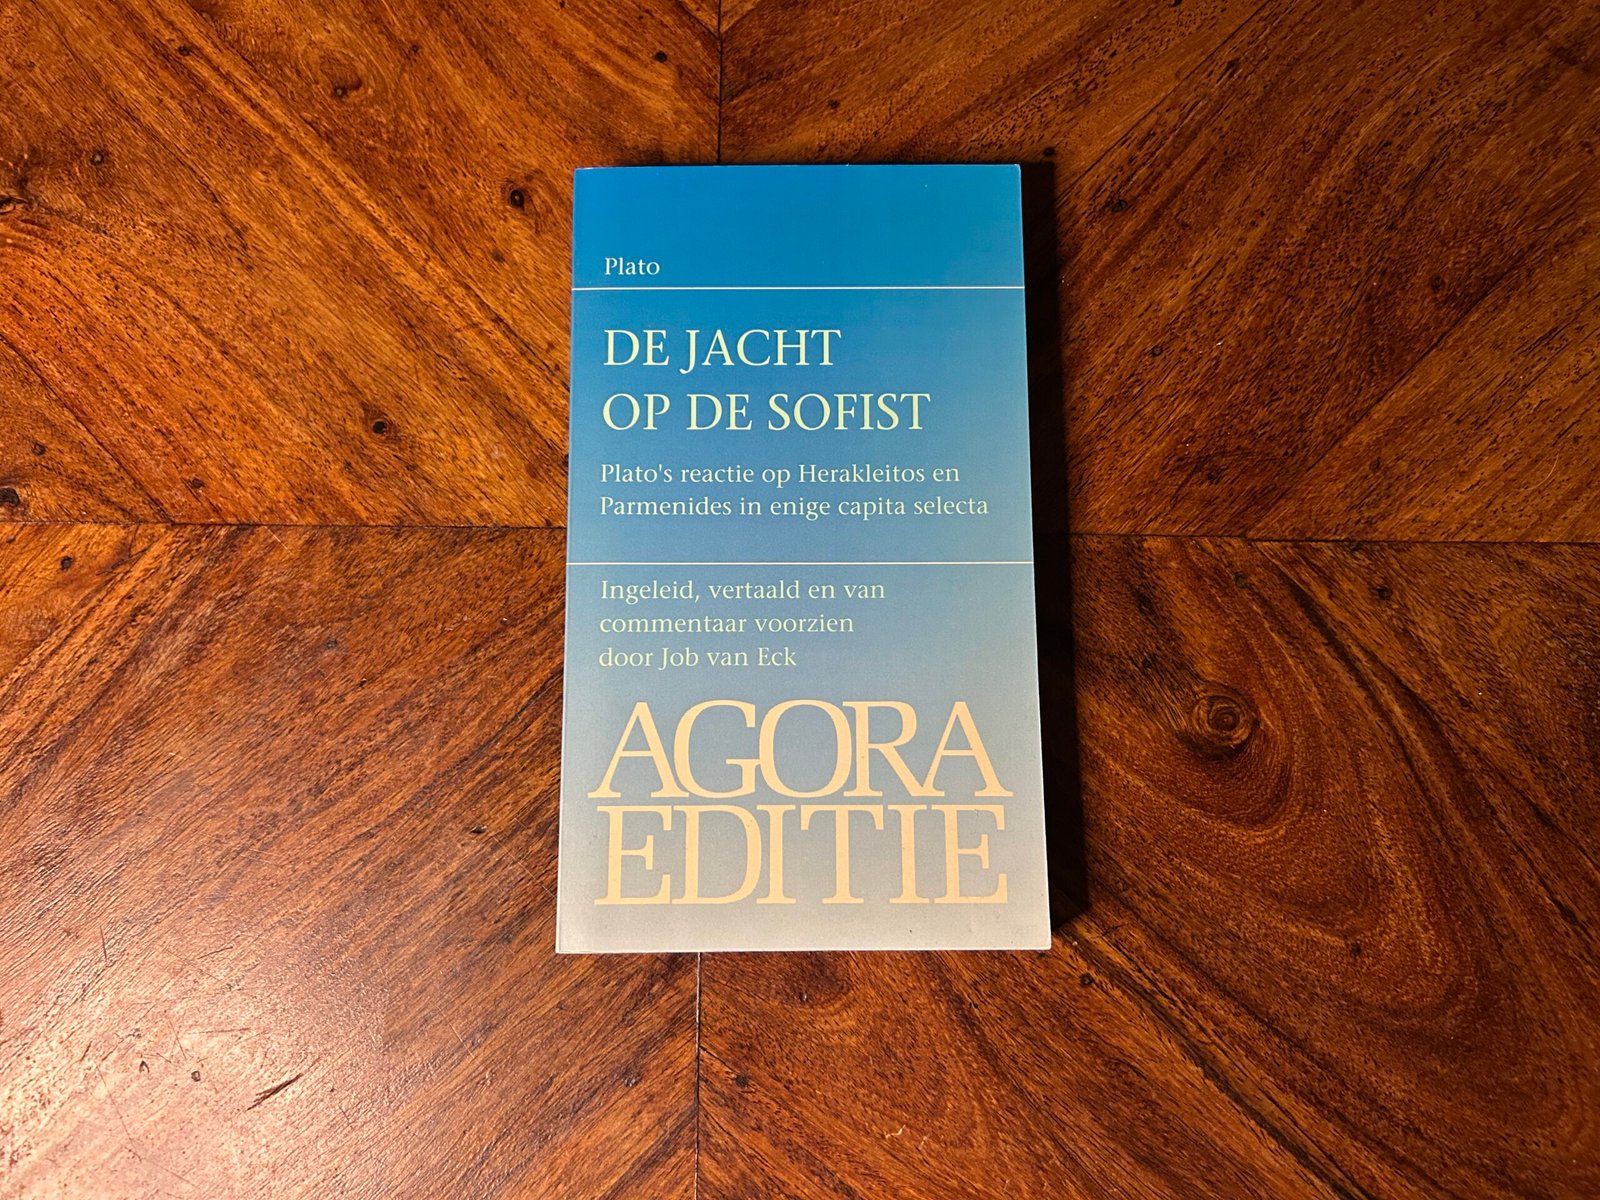 Plato
DE JACHT
OP DE SOFIST
Plato's reactie op Herakleitos en
Parmenides in enige capita selecta
Ingeleid, vertaald en van
commentaar voorzien
door Job van Eck
AGORA
EDITIE